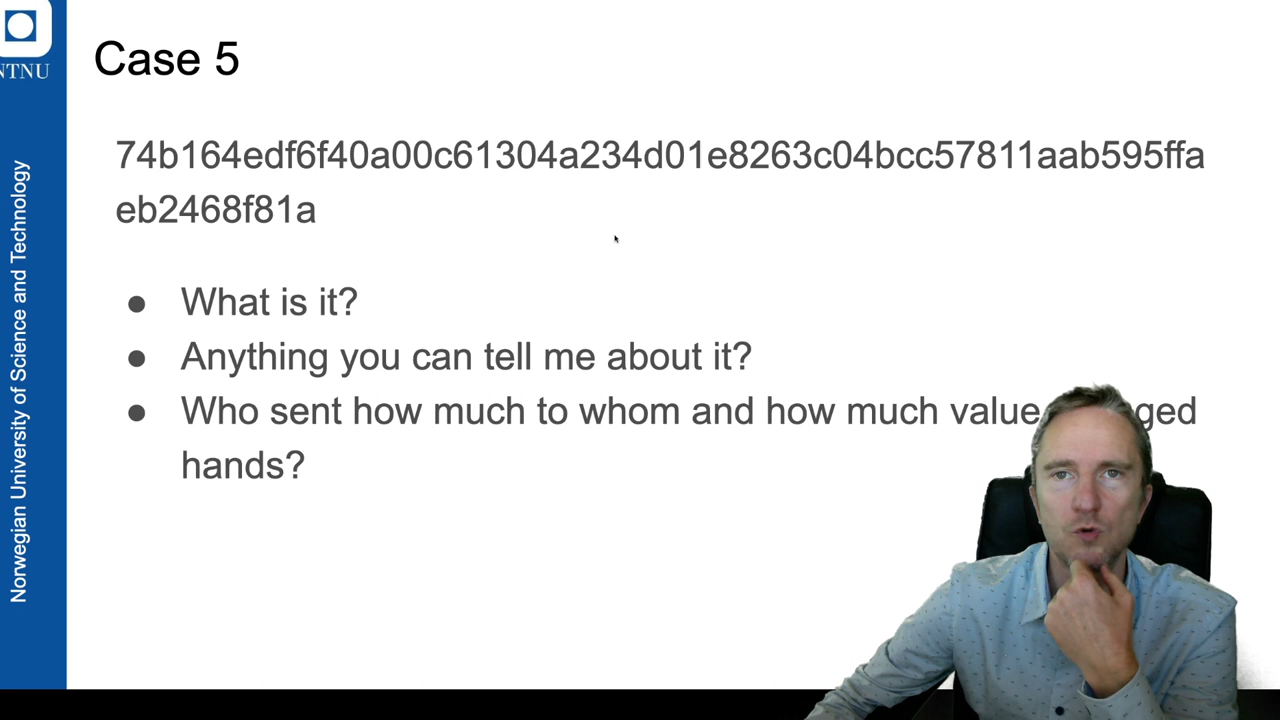 NTNU
Norwegian University of Science and Technology
Case 5
74b164edf6f40a00c61304a234d01e8263c04bcc57811aab595ffa
eb2468f81a
● What is it?
● Anything you can tell me about it?
● Who sent how much to whom and how much value
hands?